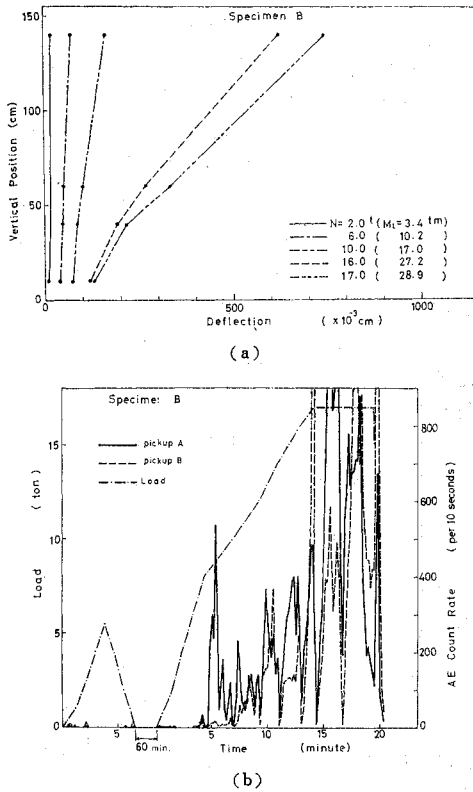 Specimen B
Vertical Position (cm)
150
100
50
0
N= 2.0 t ( ML= 3.4 tm)
6.0 ( 10.2 )
10.0 ( 17.0 )
16.0 ( 27.2 )
17.0 ( 28.9 )
0 500 1000
Deflection ( ×10⁻³ cm)
(a)
Specime: B
pickup A
pickup B
Load
Load ( ton )
15
10
5
0
A.E Count Rate (per 10 seconds)
800
600
400
200
0
5 5 10 15 20
60 min. Time (minute)
(b)